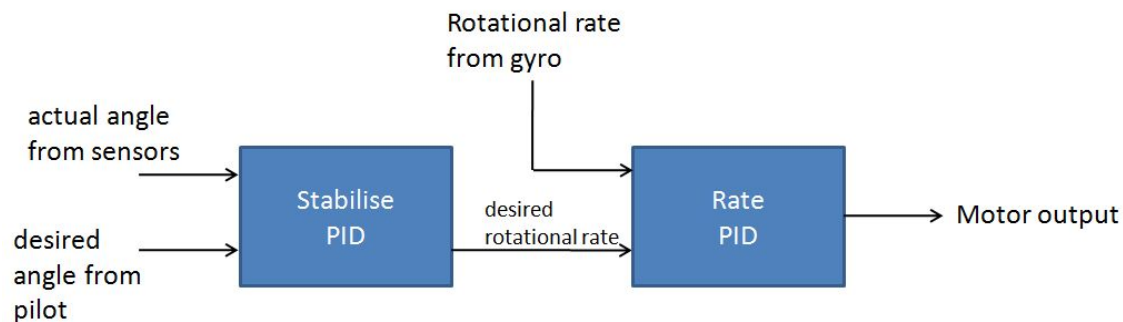 Rotational rate
from gyro
actual angle
from sensors
Stabilise
PID
desired
rotational rate
Rate
PID
Motor output
desired
angle from
pilot